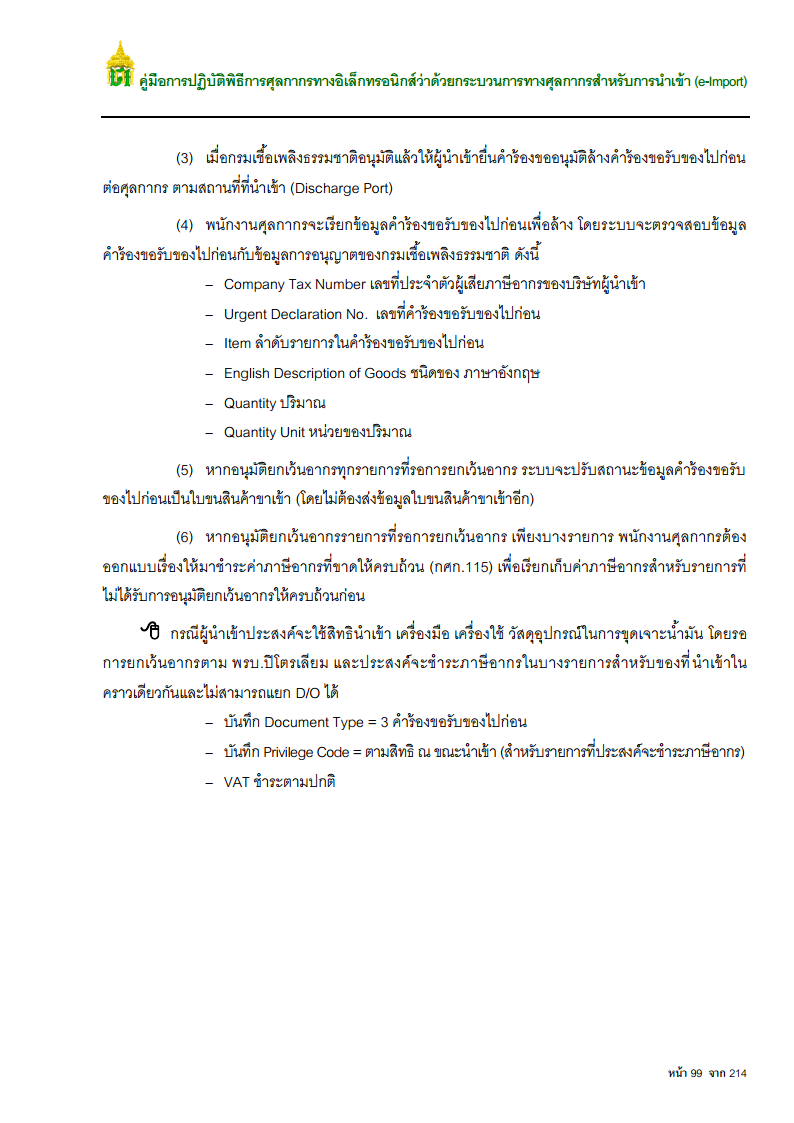 คู่มือการปฏิบัติพิธีการศุลกากรทางอิเล็กทรอนิกส์ว่าด้วยกระบวนการทางศุลกากรสำหรับการนำเข้า (e-Import)
(3) เมื่อกรมเชื้อเพลิงธรรมชาติอนุมัติแล้วให้ผู้นำเข้ายื่นคำร้องขออนุมัติล้างคำร้องขอรับของไปก่อน
ต่อศุลกากร ตามสถานที่ที่นำเข้า (Discharge Port)
(4) พนักงานศุลกากรจะเรียกข้อมูลคำร้องขอรับของไปก่อนเพื่อล้าง โดยระบบจะตรวจสอบข้อมูล
คำร้องขอรับของไปก่อนกับข้อมูลการอนุญาตของกรมเชื้อเพลิงธรรมชาติ ดังนี้
– Company Tax Number เลขที่ประจำตัวผู้เสียภาษีอากรของบริษัทผู้นำเข้า
– Urgent Declaration No. เลขที่คำร้องขอรับของไปก่อน
– Item ลำดับรายการในคำร้องขอรับของไปก่อน
– English Description of Goods ชนิดของ ภาษาอังกฤษ
– Quantity ปริมาณ
– Quantity Unit หน่วยของปริมาณ
(5) หากอนุมัติยกเว้นอากรทุกรายการที่รอการยกเว้นอากร ระบบจะปรับสถานะข้อมูลคำร้องขอรับ
ของไปก่อนเป็นใบขนสินค้าขาเข้า (โดยไม่ต้องส่งข้อมูลใบขนสินค้าขาเข้าอีก)
(6) หากอนุมัติยกเว้นอากรรายการที่รอการยกเว้นอากร เพียงบางรายการ พนักงานศุลกากรต้อง
ออกแบบเรื่องให้มาชำระค่าภาษีอากรที่ขาดให้ครบถ้วน (กศก.115) เพื่อเรียกเก็บค่าภาษีอากรสำหรับรายการที่
ไม่ได้รับการอนุมัติยกเว้นอากรให้ครบถ้วนก่อน
กรณีผู้นำเข้าประสงค์จะใช้สิทธินำเข้า เครื่องมือ เครื่องใช้ วัสดุอุปกรณ์ในการขุดเจาะน้ำมัน โดยรอ
การยกเว้นอากรตาม พรบ.ปิโตรเลียม และประสงค์จะชำระภาษีอากรในบางรายการสำหรับของที่นำเข้าใน
คราวเดียวกันและไม่สามารถแยก D/O ได้
– บันทึก Document Type = 3 คำร้องขอรับของไปก่อน
– บันทึก Privilege Code = ตามสิทธิ ณ ขณะนำเข้า (สำหรับรายการที่ประสงค์จะชำระภาษีอากร)
– VAT ชำระตามปกติ
หน้า 99 จาก 214